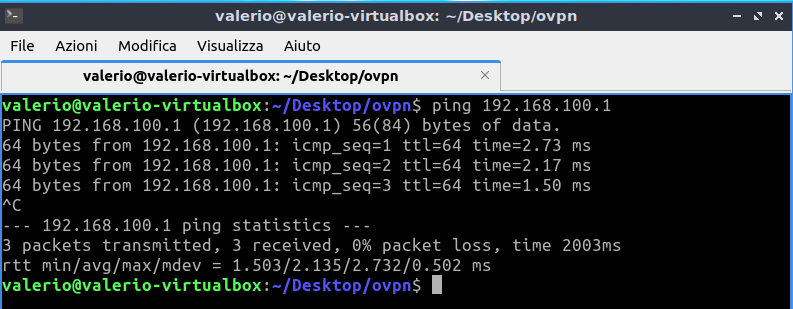 valerio@valerio-virtualbox: ~/Desktop/ovpn
File Azioni Modifica Visualizza Aiuto
valerio@valerio-virtualbox: ~/Desktop/ovpn
valerio@valerio-virtualbox:~/Desktop/ovpn$ ping 192.168.100.1
PING 192.168.100.1 (192.168.100.1) 56(84) bytes of data.
64 bytes from 192.168.100.1: icmp_seq=1 ttl=64 time=2.73 ms
64 bytes from 192.168.100.1: icmp_seq=2 ttl=64 time=2.17 ms
64 bytes from 192.168.100.1: icmp_seq=3 ttl=64 time=1.50 ms
^C
--- 192.168.100.1 ping statistics ---
3 packets transmitted, 3 received, 0% packet loss, time 2003ms
rtt min/avg/max/mdev = 1.503/2.135/2.732/0.502 ms
valerio@valerio-virtualbox:~/Desktop/ovpn$